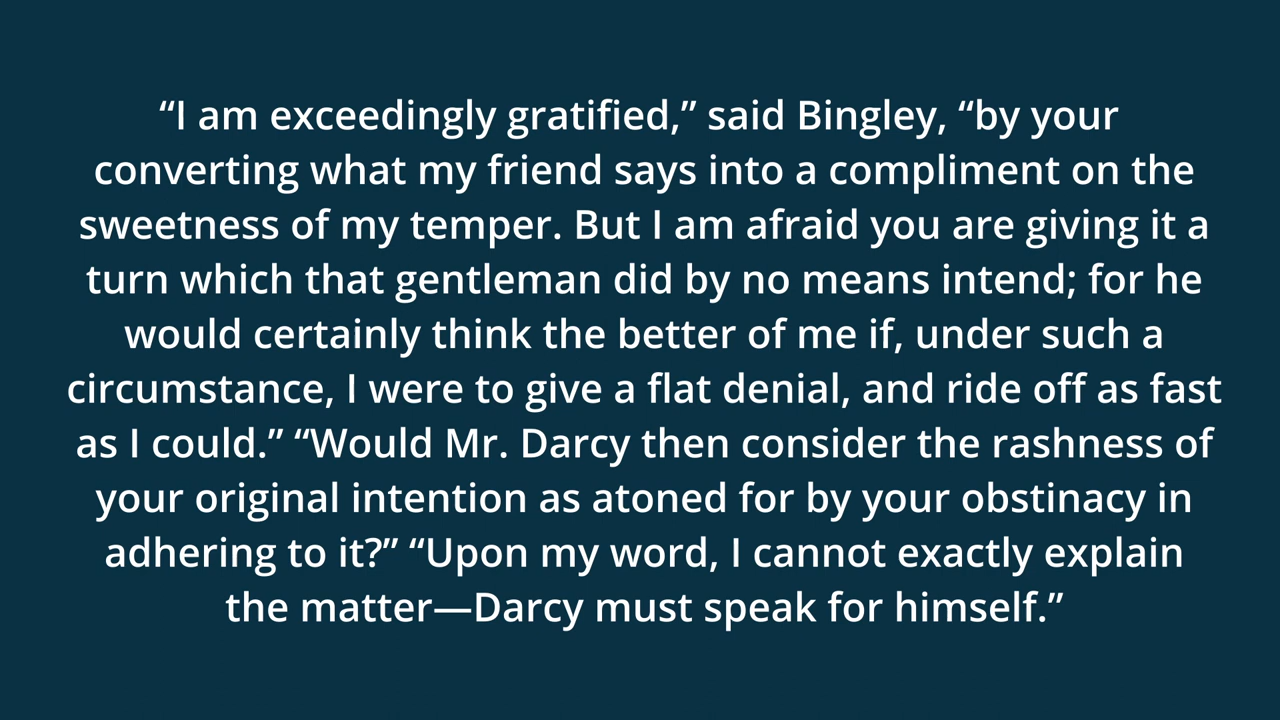 “I am exceedingly gratified,” said Bingley, “by your
converting what my friend says into a compliment on the
sweetness of my temper. But I am afraid you are giving it a
turn which that gentleman did by no means intend; for he
would certainly think the better of me if, under such a
circumstance, I were to give a flat denial, and ride off as fast
as I could.” “Would Mr. Darcy then consider the rashness of
your original intention as atoned for by your obstinacy in
adhering to it?” “Upon my word, I cannot exactly explain
the matter—Darcy must speak for himself.”